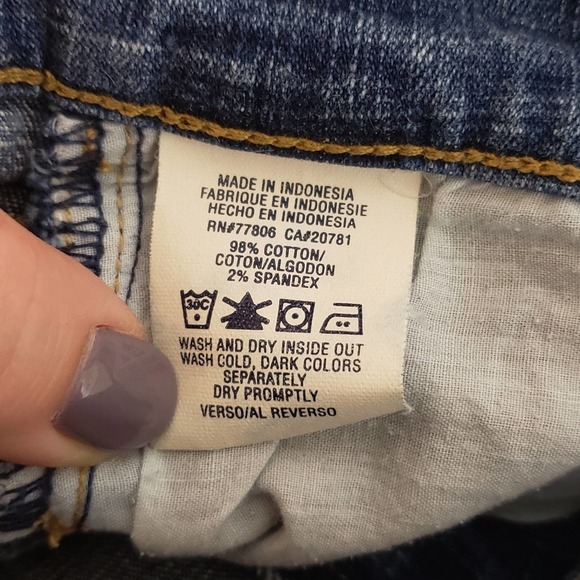 MADE IN INDONESIA
FABRIQUE EN INDONESIE
HECHO EN INDONESIA
RN#77806 CA#20781
98% COTTON/
COTON/ALGODON
2% SPANDEX
30C
WASH AND DRY INSIDE OUT
WASH COLD, DARK COLORS
SEPARATELY
DRY PROMPTLY
VERSO/AL REVERSO